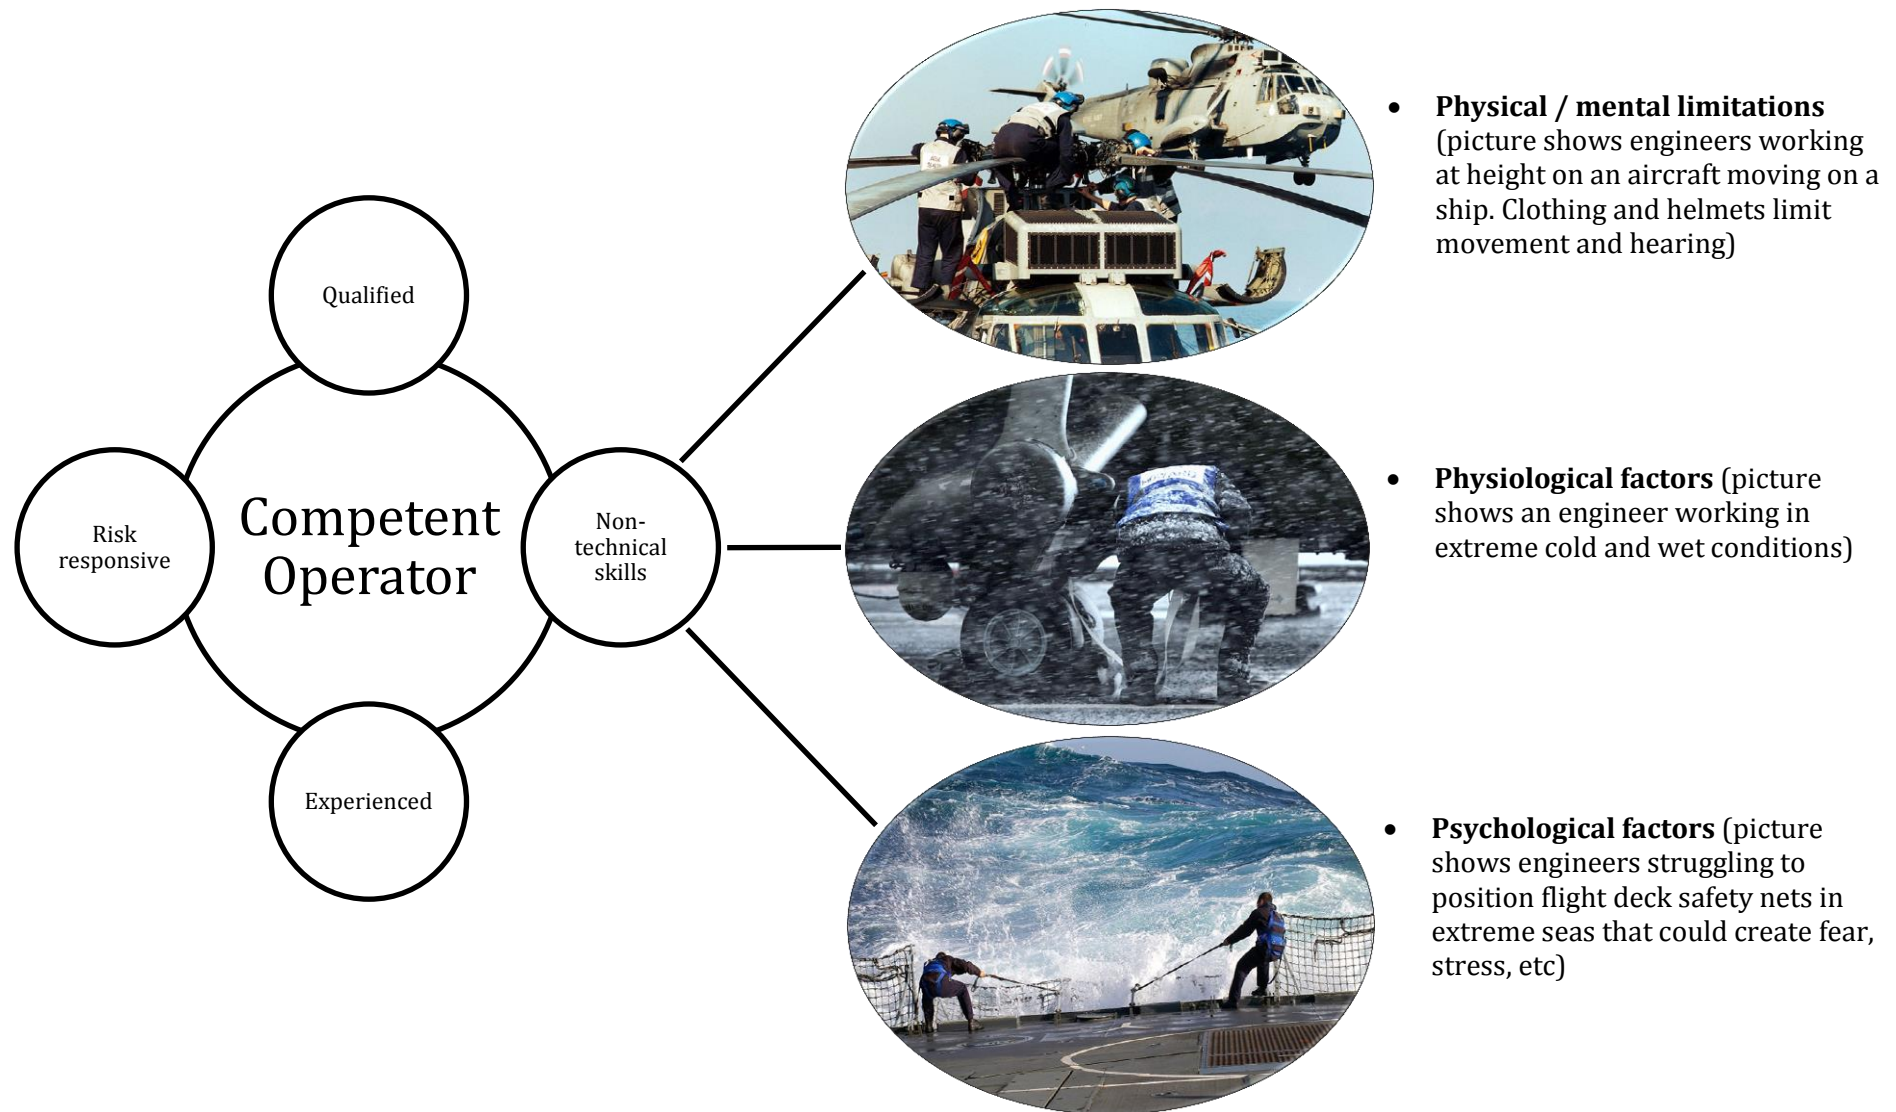 Qualified
Risk
responsive
Competent
Operator
Non-
technical
skills
Experienced
• Physical / mental limitations
(picture shows engineers working
at height on an aircraft moving on a
ship. Clothing and helmets limit
movement and hearing)
• Physiological factors (picture
shows an engineer working in
extreme cold and wet conditions)
• Psychological factors (picture
shows engineers struggling to
position flight deck safety nets in
extreme seas that could create fear,
stress, etc)